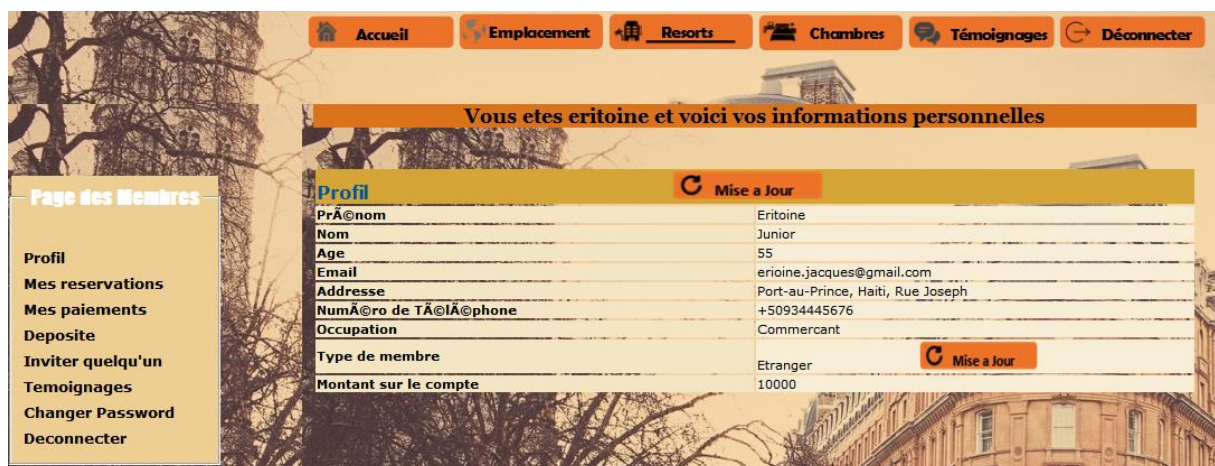 Accueil Emplacement Resorts Chambres Témoignages Déconnecter
Vous etes eritoine et voici vos informations personnelles
Page des Membres
Profil
Mes reservations
Mes paiements
Deposite
Inviter quelqu'un
Temoignages
Changer Password
Deconnecter
Profil Mise a Jour
PrÃ©nom Eritoine
Nom Junior
Age 55
Email erioine.jacques@gmail.com
Addresse Port-au-Prince, Haiti, Rue Joseph
NumÃ©ro de TÃ©lÃ©phone +50934445676
Occupation Commercant
Type de membre Etranger Mise a Jour
Montant sur le compte 10000